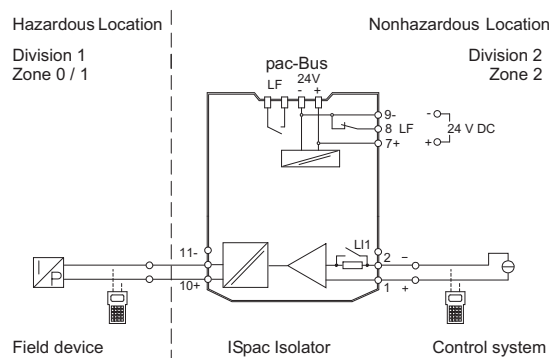 Hazardous Location
Nonhazardous Location
Division 1
Zone 0 / 1
Division 2
Zone 2
pac-Bus
LF
24V
- +
9-
8 LF
7+
-
+
24 V DC
11-
10+
LI1
2 –
1 +
I
P
Field device
ISpac Isolator
Control system